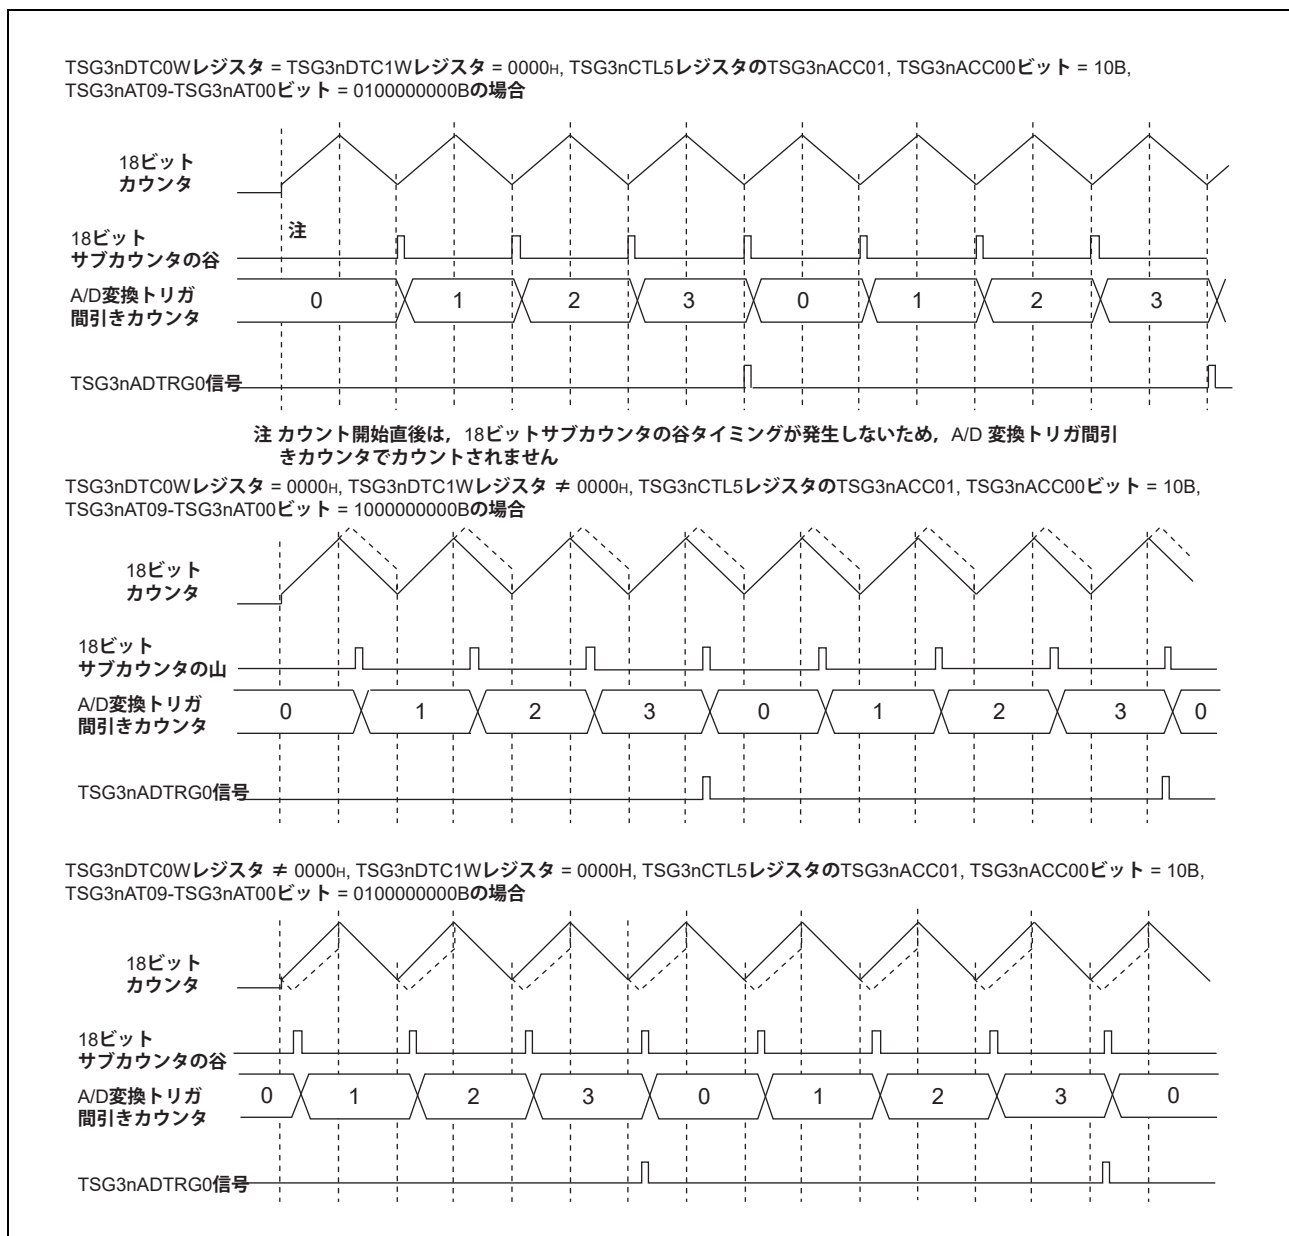 TSG3nDTC0Wレジスタ = TSG3nDTC1Wレジスタ = 0000H, TSG3nCTL5レジスタのTSG3nACC01, TSG3nACC00ビット = 10B,
TSG3nAT09-TSG3nAT00ビット = 0100000000Bの場合
18ビット
カウンタ
注
18ビット
サブカウンタの谷
A/D変換トリガ
間引きカウンタ
0 1 2 3 0 1 2 3
TSG3nADTRG0信号
注 カウント開始直後は，18ビットサブカウンタの谷タイミングが発生しないため，A/D 変換トリガ間引
きカウンタでカウントされません
TSG3nDTC0Wレジスタ = 0000H, TSG3nDTC1Wレジスタ ≠ 0000H, TSG3nCTL5レジスタのTSG3nACC01, TSG3nACC00ビット = 10B,
TSG3nAT09-TSG3nAT00ビット = 1000000000Bの場合
18ビット
カウンタ
18ビット
サブカウンタの山
A/D変換トリガ
間引きカウンタ
0 1 2 3 0 1 2 3 0
TSG3nADTRG0信号
TSG3nDTC0Wレジスタ ≠ 0000H, TSG3nDTC1Wレジスタ = 0000H, TSG3nCTL5レジスタのTSG3nACC01, TSG3nACC00ビット = 10B,
TSG3nAT09-TSG3nAT00ビット = 0100000000Bの場合
18ビット
カウンタ
18ビット
サブカウンタの谷
A/D変換トリガ
間引きカウンタ
0 1 2 3 0 1 2 3 0
TSG3nADTRG0信号